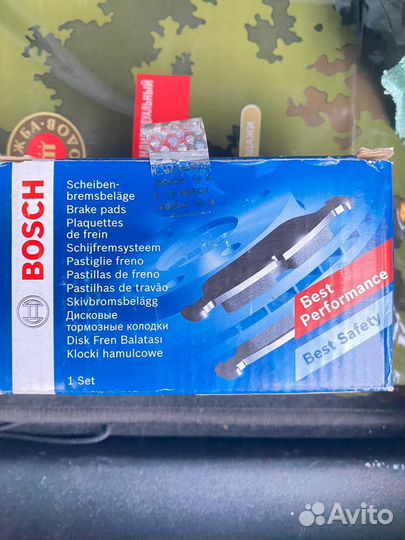 BOSCH
Scheiben-
bremsbeläge
Brake pads
Plaquettes
de frein
Schijfremsysteem
Pastiglie freno
Pastillas de freno
Pastilhas de travão
Skivbromsbelägg
Дисковые
тормозные колодки
Disk Fren Balatası
Klocki hamulcowe
1 Set
Best
Performance
Best Safety
Avito